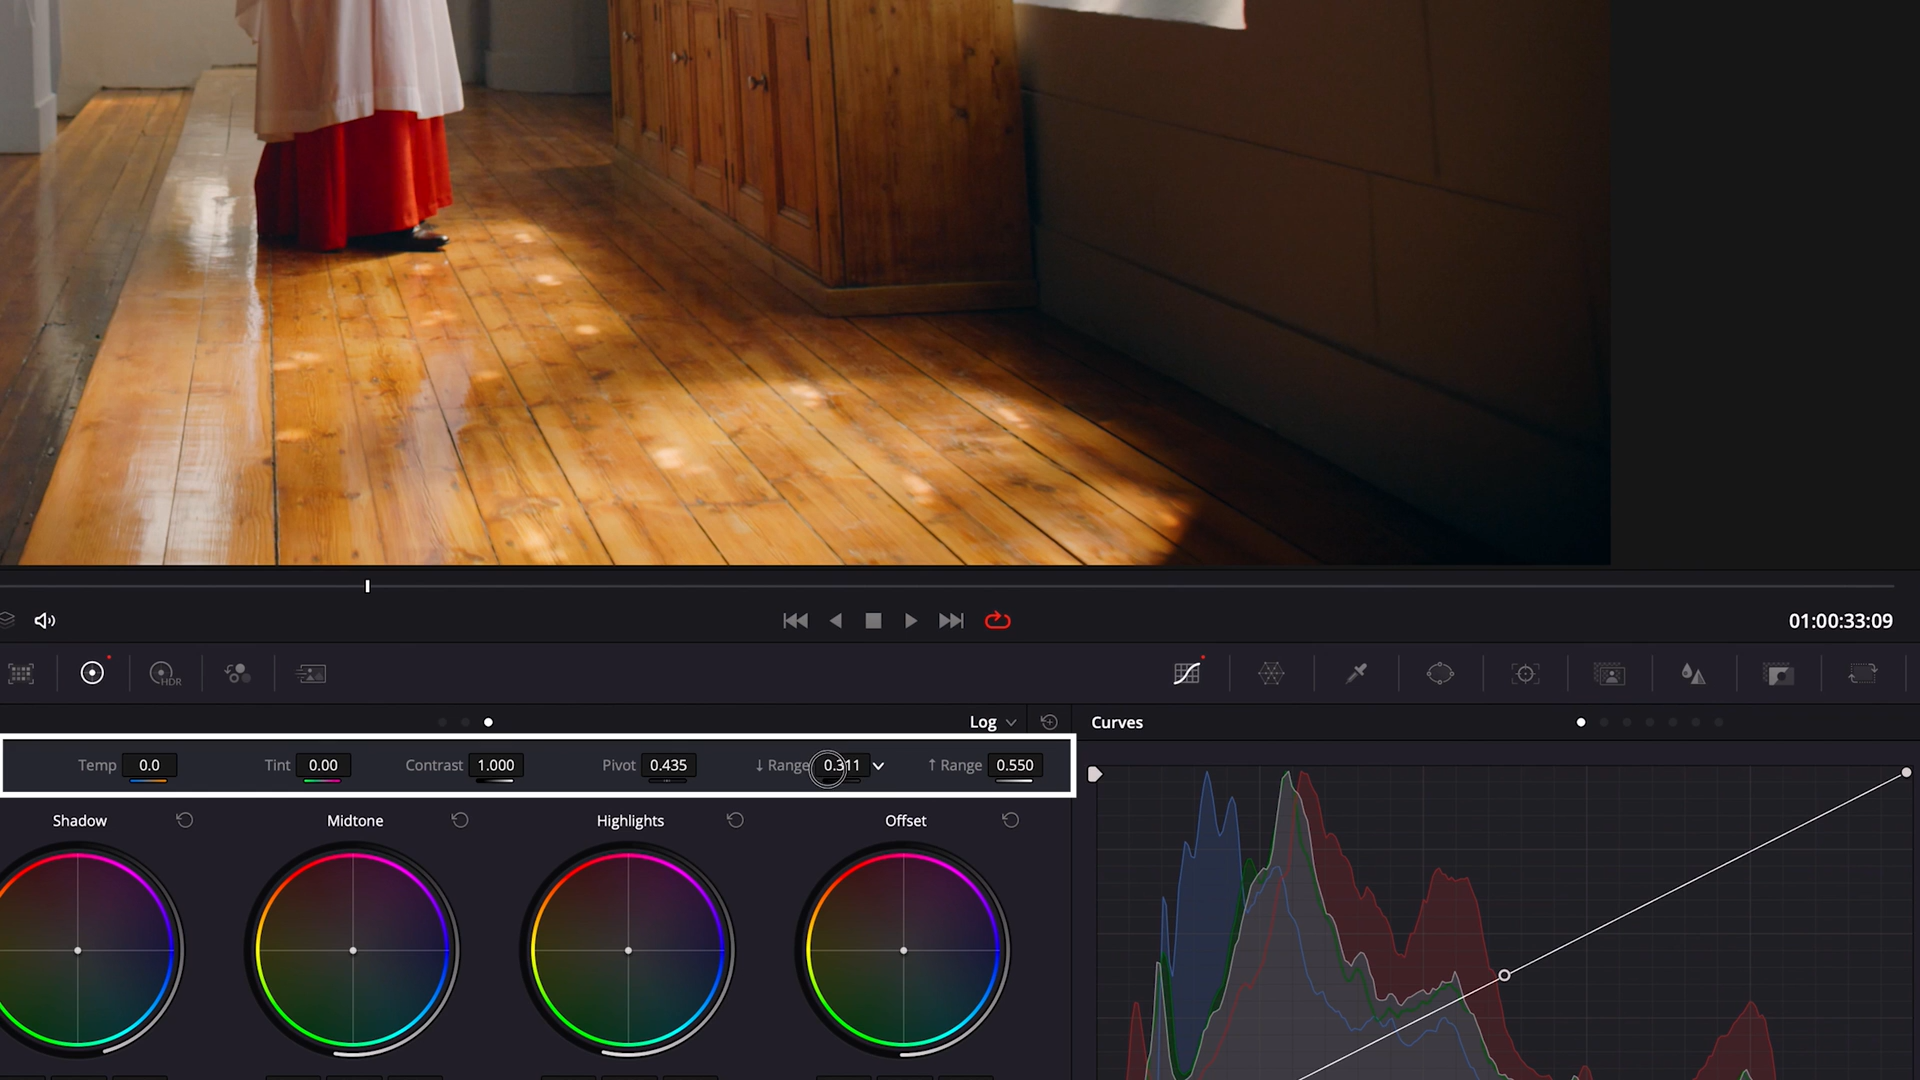 01:00:33:09
HDR
Log
Curves
Temp 0.0 Tint 0.00 Contrast 1.000 Pivot 0.435 ↓ Range 0.311 ↑ Range 0.550
Shadow Midtone Highlights Offset